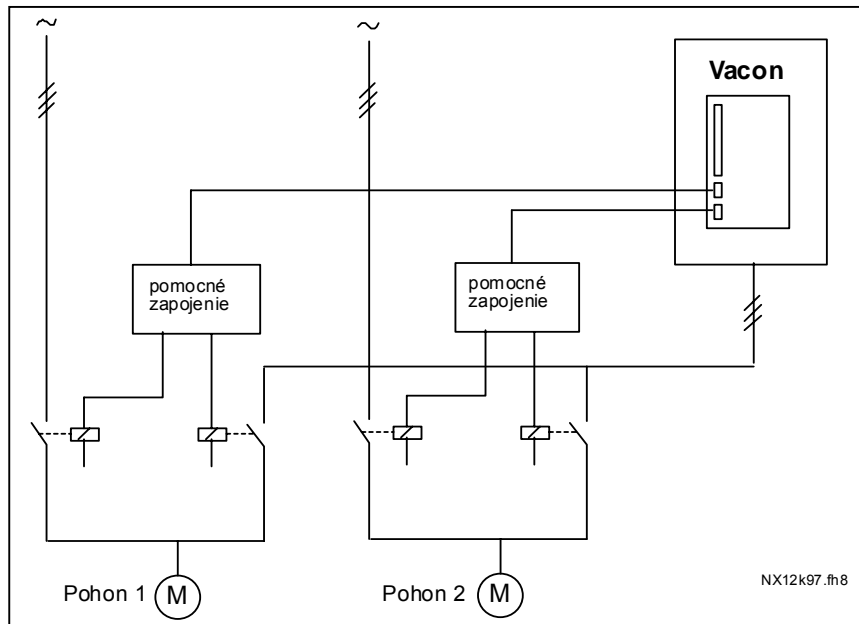 ~
~
Vacon
pomocné
zapojenie
pomocné
zapojenie
Pohon 1
M
Pohon 2
M
NX12k97.fh8